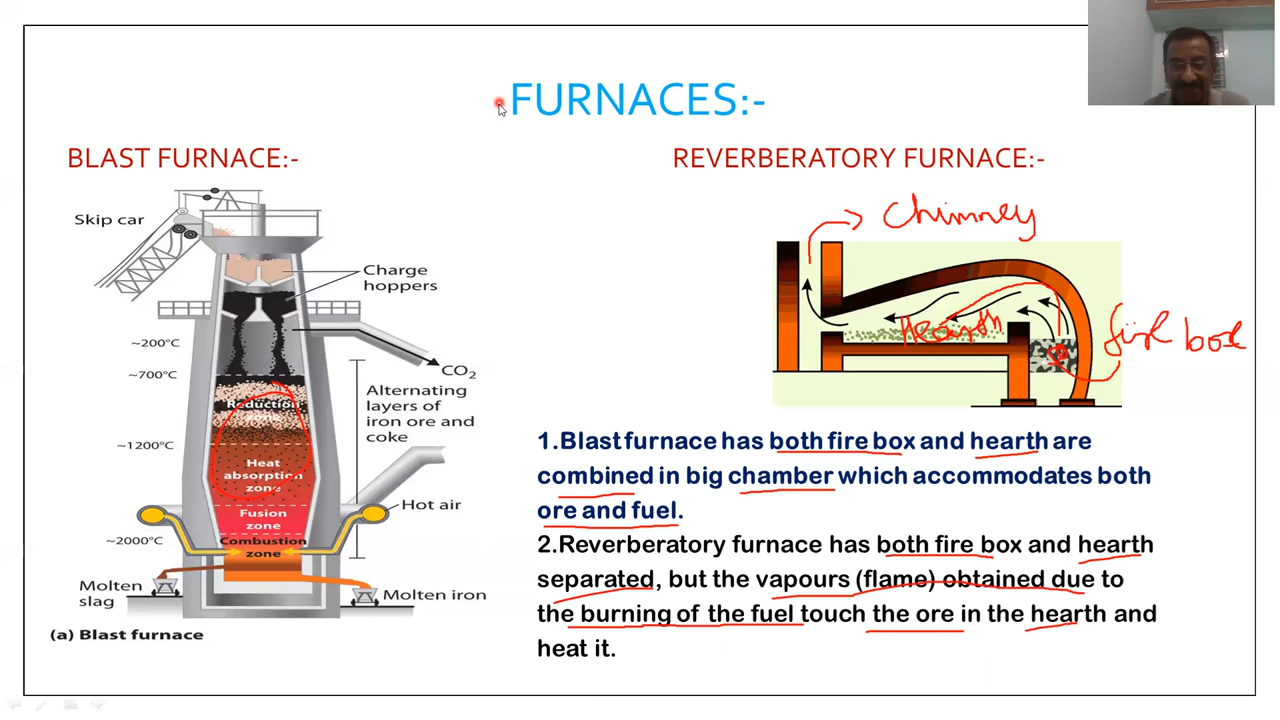 FURNACES:-
BLAST FURNACE:-
Skip car
Charge
hoppers
~200°C
CO₂
~700°C
Alternating
layers of
iron ore and
coke
Reduction
zone
~1200°C
Heat
absorption
zone
Hot air
Fusion
zone
~2000°C
Combustion
zone
Molten
slag
Molten iron
(a) Blast furnace
REVERBERATORY FURNACE:-
Chimney
Hearth
fire box
1.Blast furnace has both fire box and hearth are
combined in big chamber which accommodates both
ore and fuel.
2.Reverberatory furnace has both fire box and hearth
separated, but the vapours (flame) obtained due to
the burning of the fuel touch the ore in the hearth and
heat it.